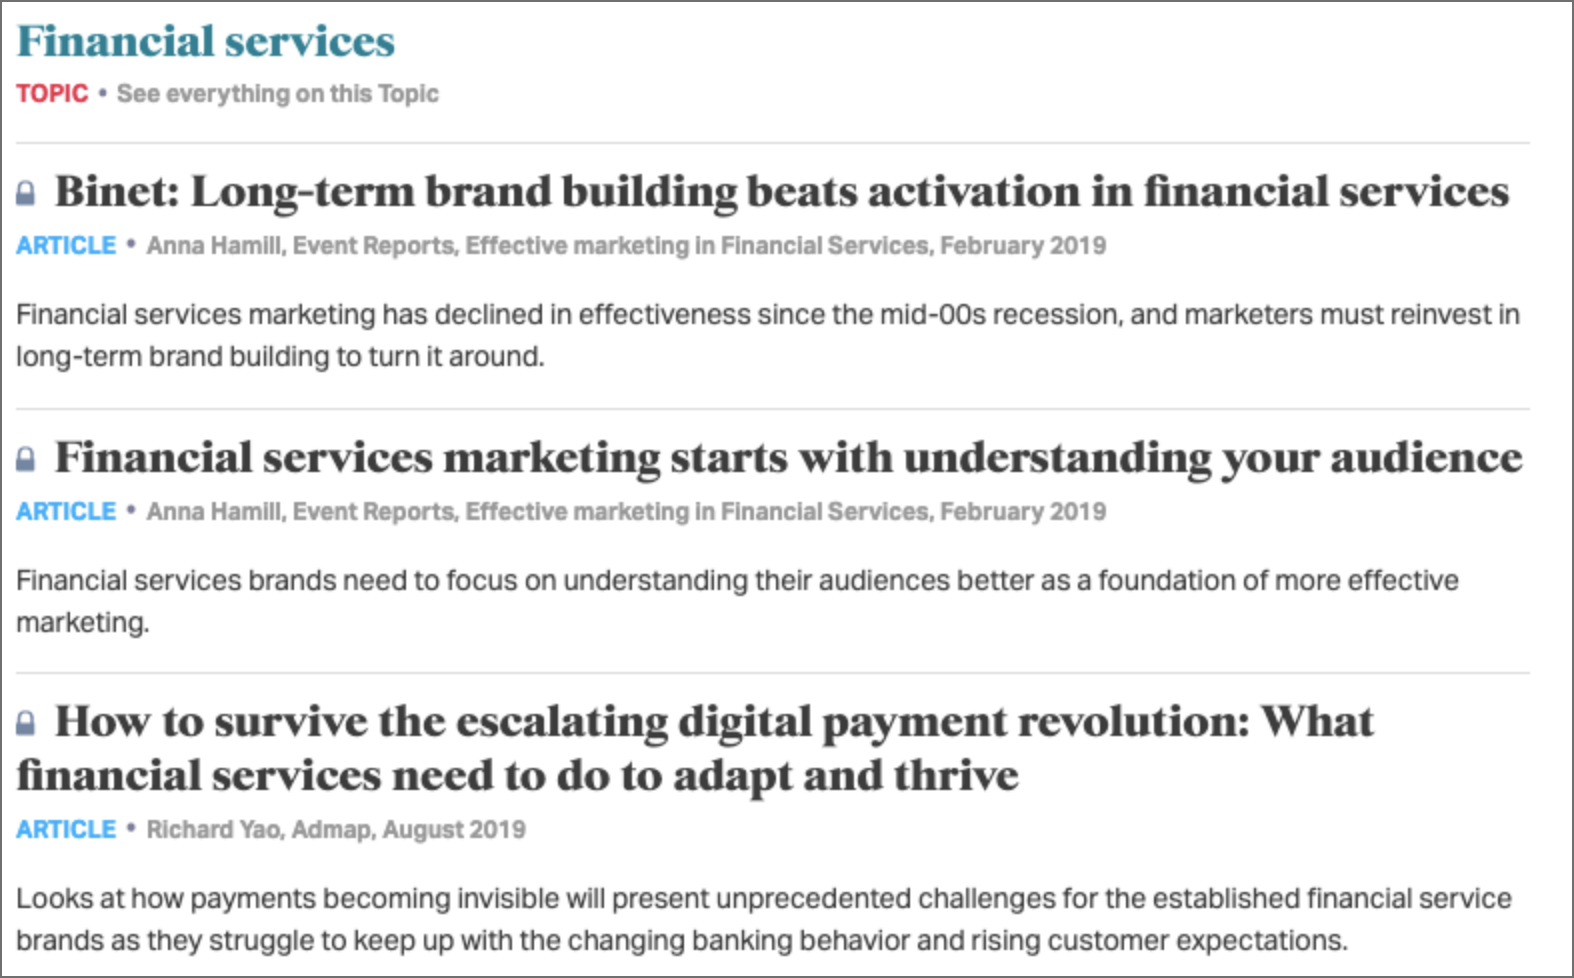 Financial services
TOPIC • See everything on this Topic
Binet: Long-term brand building beats activation in financial services
ARTICLE • Anna Hamill, Event Reports, Effective marketing in Financial Services, February 2019
Financial services marketing has declined in effectiveness since the mid-00s recession, and marketers must reinvest in
long-term brand building to turn it around.
Financial services marketing starts with understanding your audience
ARTICLE • Anna Hamill, Event Reports, Effective marketing in Financial Services, February 2019
Financial services brands need to focus on understanding their audiences better as a foundation of more effective
marketing.
How to survive the escalating digital payment revolution: What
financial services need to do to adapt and thrive
ARTICLE • Richard Yao, Admap, August 2019
Looks at how payments becoming invisible will present unprecedented challenges for the established financial service
brands as they struggle to keep up with the changing banking behavior and rising customer expectations.